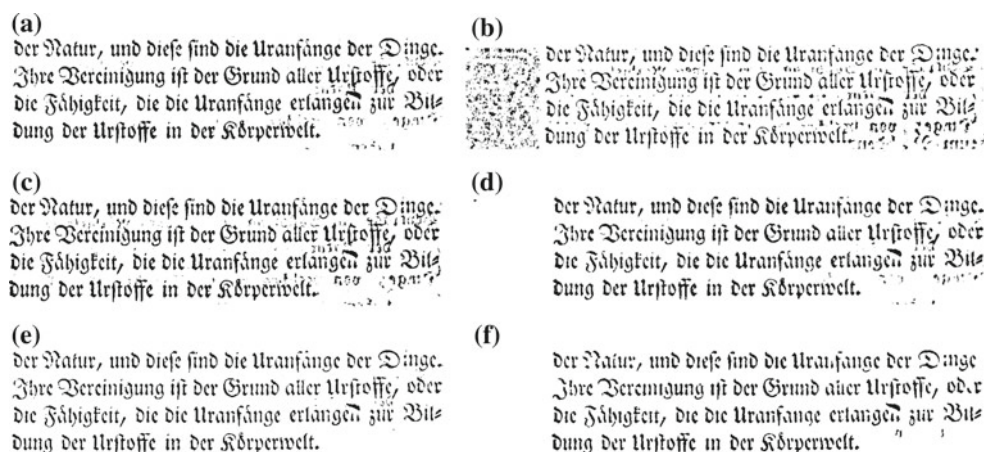 (a)
der Natur, und dieſe ſind die Uranfänge der Dinge.
Ihre Vereinigung iſt der Grund aller Urſtoffe, oder
die Fähigkeit, die die Uranfänge erlangen zur Bil-
dung der Urſtoffe in der Körperwelt.
(b)
der Natur, und dieſe ſind die Uranfänge der Dinge.
Ihre Vereinigung iſt der Grund aller Urſtoffe, oder
die Fähigkeit, die die Uranfänge erlangen zur Bil-
dung der Urſtoffe in der Körperwelt.
(c)
der Natur, und dieſe ſind die Uranfänge der Dinge.
Ihre Vereinigung iſt der Grund aller Urſtoffe, oder
die Fähigkeit, die die Uranfänge erlangen zur Bil-
dung der Urſtoffe in der Körperwelt.
(d)
der Natur, und dieſe ſind die Uranfänge der Dinge.
Ihre Vereinigung iſt der Grund aller Urſtoffe, oder
die Fähigkeit, die die Uranfänge erlangen zur Bil-
dung der Urſtoffe in der Körperwelt.
(e)
der Natur, und dieſe ſind die Uranfänge der Dinge.
Ihre Vereinigung iſt der Grund aller Urſtoffe, oder
die Fähigkeit, die die Uranfänge erlangen zur Bil-
dung der Urſtoffe in der Körperwelt.
(f)
der Natur, und dieſe ſind die Uranfange der Dinge
Ihre Vereinigung iſt der Grund aller Urſtoffe, oder
die Fähigkeit, die die Uranfange erlangen zur Bil-
dung der Urſtoffe in der Körperwelt.